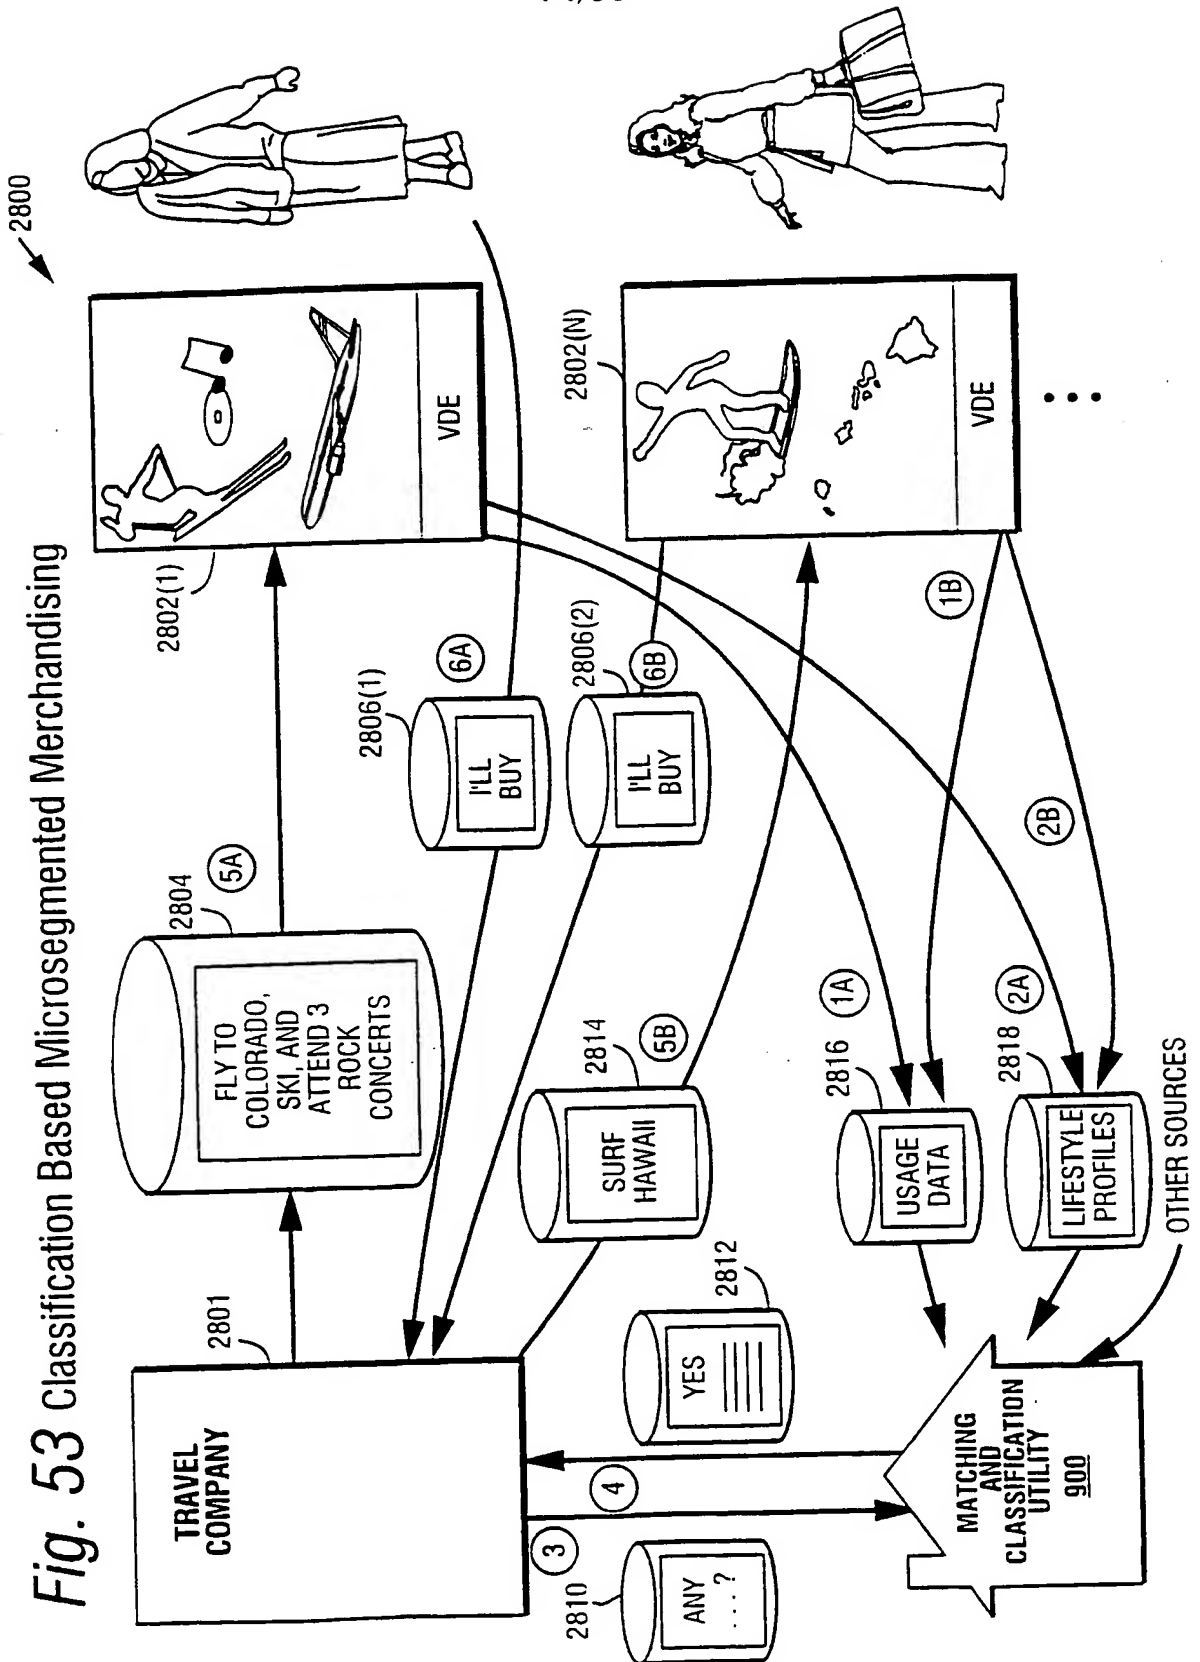 Fig. 53 Classification Based Microsegmented Merchandising
2800
2801
TRAVEL
COMPANY
2804
5A
FLY TO
COLORADO,
SKI, AND
ATTEND 3
ROCK
CONCERTS
2802(1)
VDE
2806(1)
6A
I'LL
BUY
2806(2)
6B
I'LL
BUY
2802(N)
VDE
...
2814
5B
SURF
HAWAII
1A
1B
2816
USAGE
DATA
2A
2B
2818
LIFESTYLE
PROFILES
OTHER SOURCES
2810
ANY
....?
3
4
2812
YES
MATCHING
AND
CLASSIFICATION
UTILITY
900